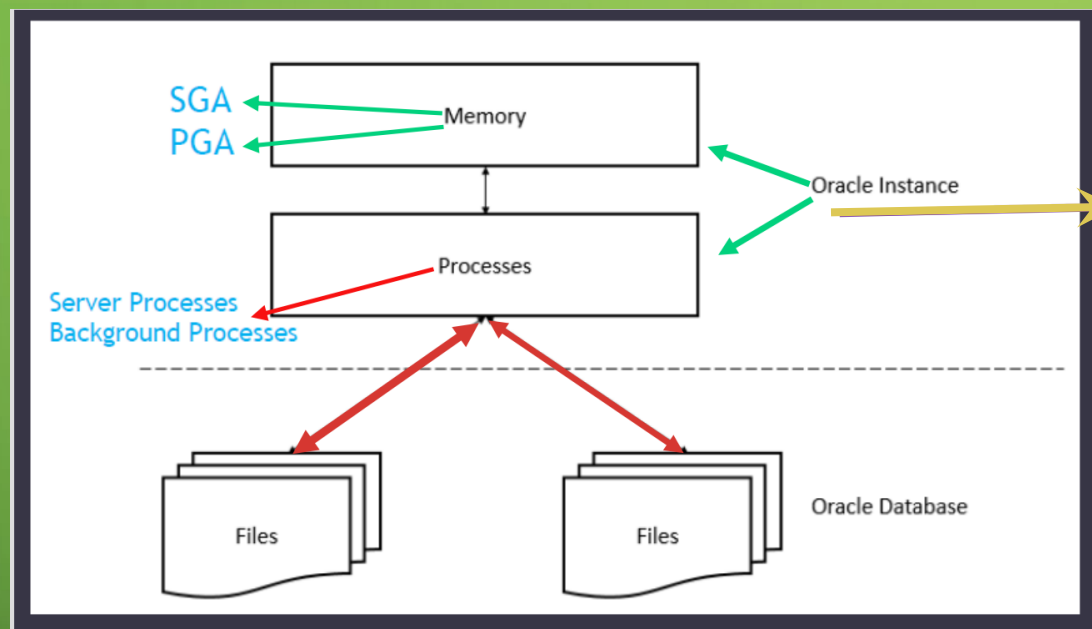 SGA
PGA
Memory
Oracle Instance
Processes
Server Processes
Background Processes
Files
Files
Oracle Database